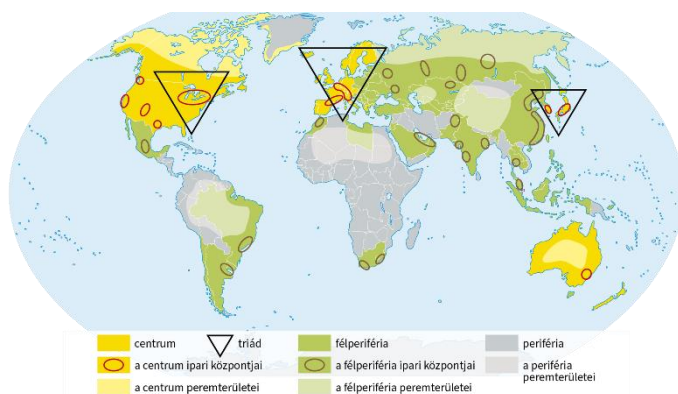 centrum
triád
félperiféria
periféria
a centrum ipari központjai
a félperiféria ipari központjai
a periféria
peremterületei
a centrum peremterületei
a félperiféria peremterületei